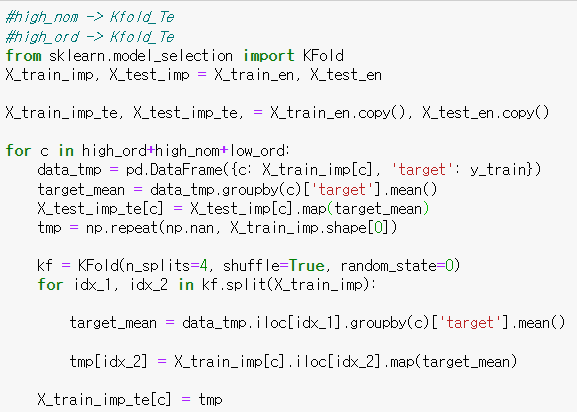 #high_nom -> Kfold_Te
#high_ord -> Kfold_Te
from sklearn.model_selection import KFold
X_train_imp, X_test_imp = X_train_en, X_test_en
X_train_imp_te, X_test_imp_te, = X_train_en.copy(), X_test_en.copy()
for c in high_ord+high_nom+low_ord:
    data_tmp = pd.DataFrame({c: X_train_imp[c], 'target': y_train})
    target_mean = data_tmp.groupby(c)['target'].mean()
    X_test_imp_te[c] = X_test_imp[c].map(target_mean)
    tmp = np.repeat(np.nan, X_train_imp.shape[0])
    kf = KFold(n_splits=4, shuffle=True, random_state=0)
    for idx_1, idx_2 in kf.split(X_train_imp):
        target_mean = data_tmp.iloc[idx_1].groupby(c)['target'].mean()
        tmp[idx_2] = X_train_imp[c].iloc[idx_2].map(target_mean)
    X_train_imp_te[c] = tmp